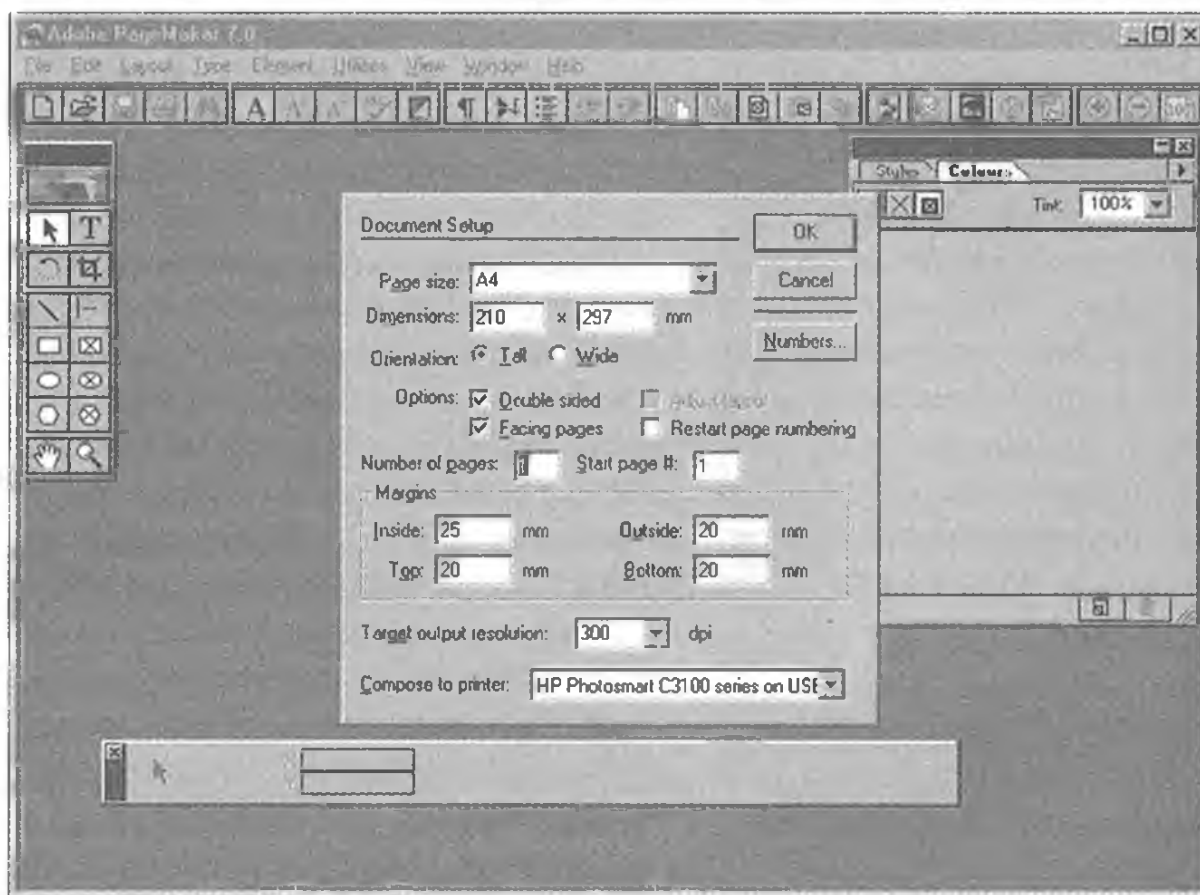 Adobe PageMaker 7.0
File Edit Layout Type Element Utilities View Window Help
Styles Colours
Tint: 100%
Document Setup
OK
Page size: A4
Cancel
Dimensions: 210 x 297 mm
Numbers...
Orientation: Tall Wide
Options: Double sided
Facing pages Restart page numbering
Number of pages: 1 Start page #: 1
Margins
Inside: 25 mm Outside: 20 mm
Top: 20 mm Bottom: 20 mm
Target output resolution: 300 dpi
Compose to printer: HP Photosmart C3100 series on USB